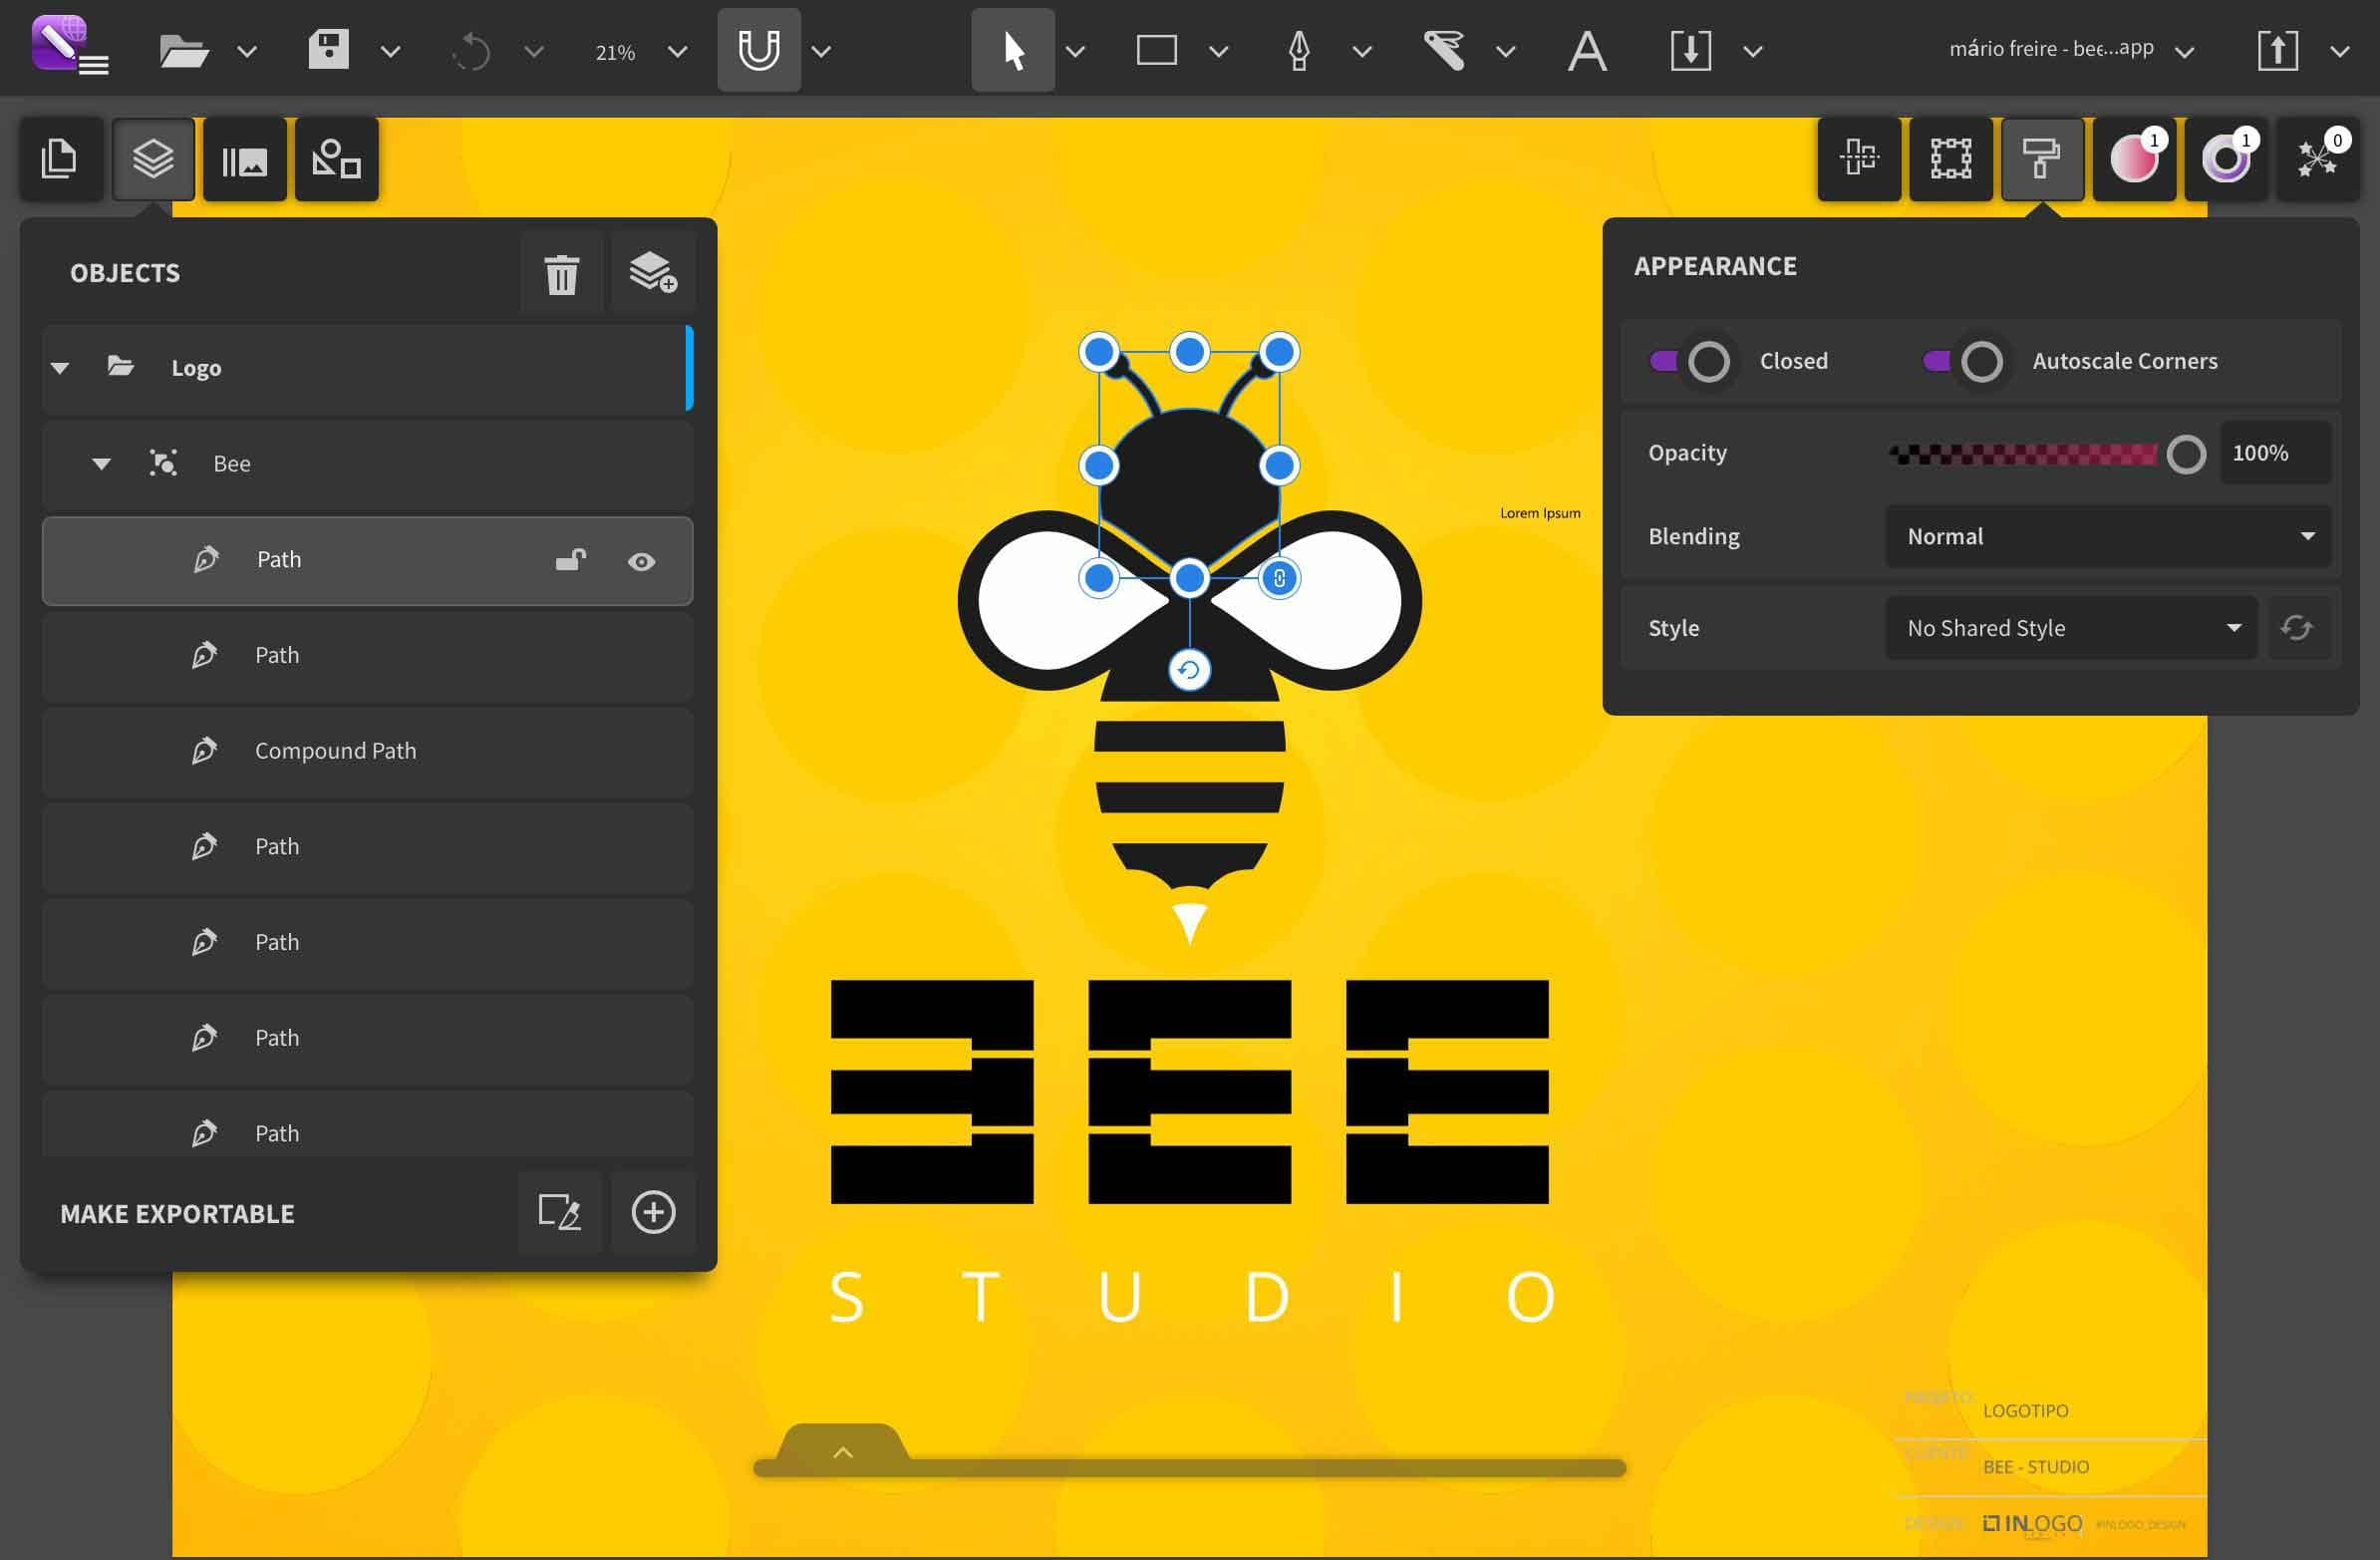 21%
mário freire - bee...app
1
1
0
OBJECTS
Logo
Bee
Path
Path
Compound Path
Path
Path
Path
Path
MAKE EXPORTABLE
APPEARANCE
Closed
Autoscale Corners
Opacity
100%
Blending
Normal
Style
No Shared Style
Lorem Ipsum
BEE
STUDIO
PROJETO
LOGOTIPO
CLIENTE
BEE - STUDIO
INLOGO
#INLOGO_DESIGN